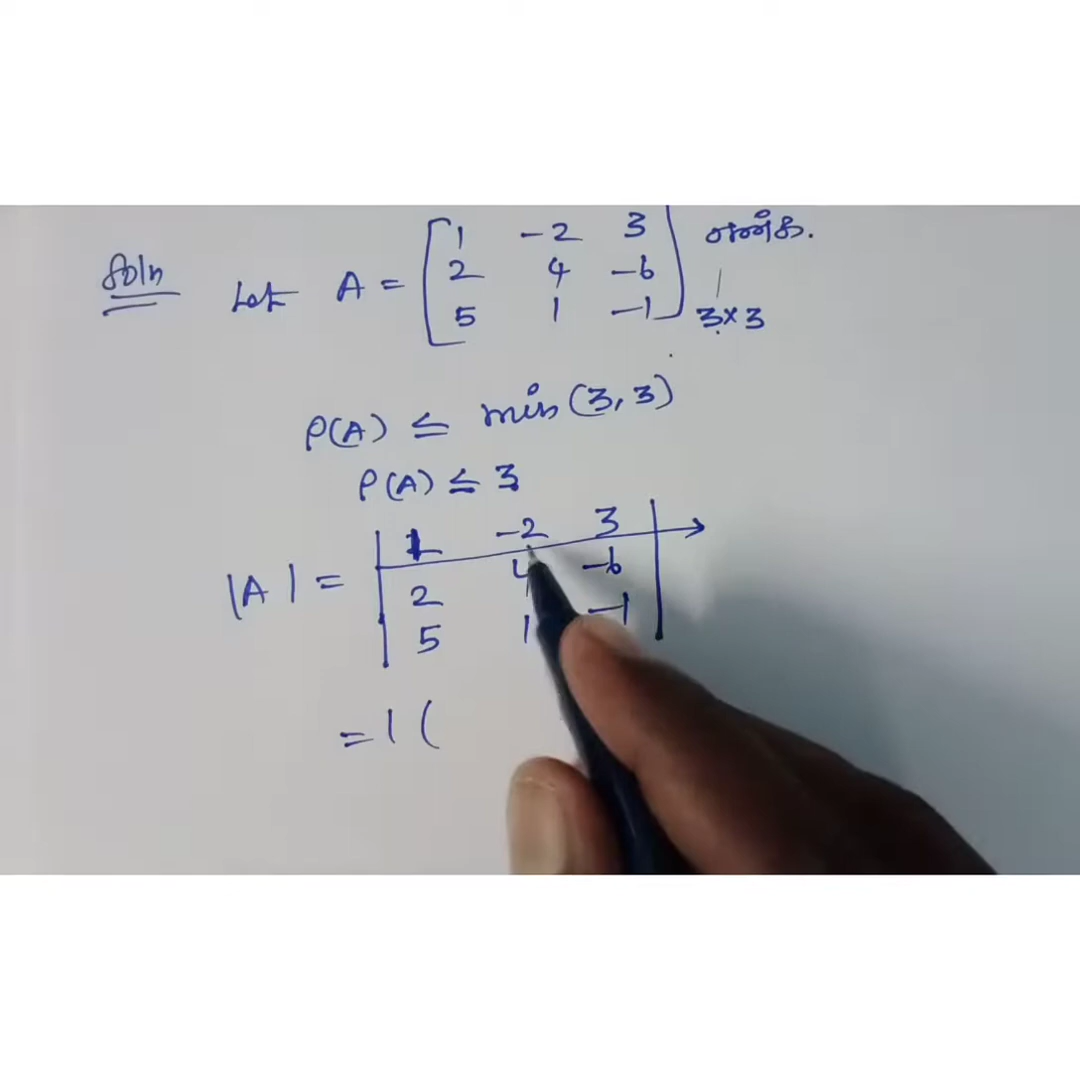 Soln Let A = [1 -2 3 எண்க.
2 4 -6
5 1 -1] 3×3
ρ(A) ≤ min (3, 3)
ρ(A) ≤ 3
|A| = | 1 -2 3 |
2 4 -6
5 1 -1
= 1 (